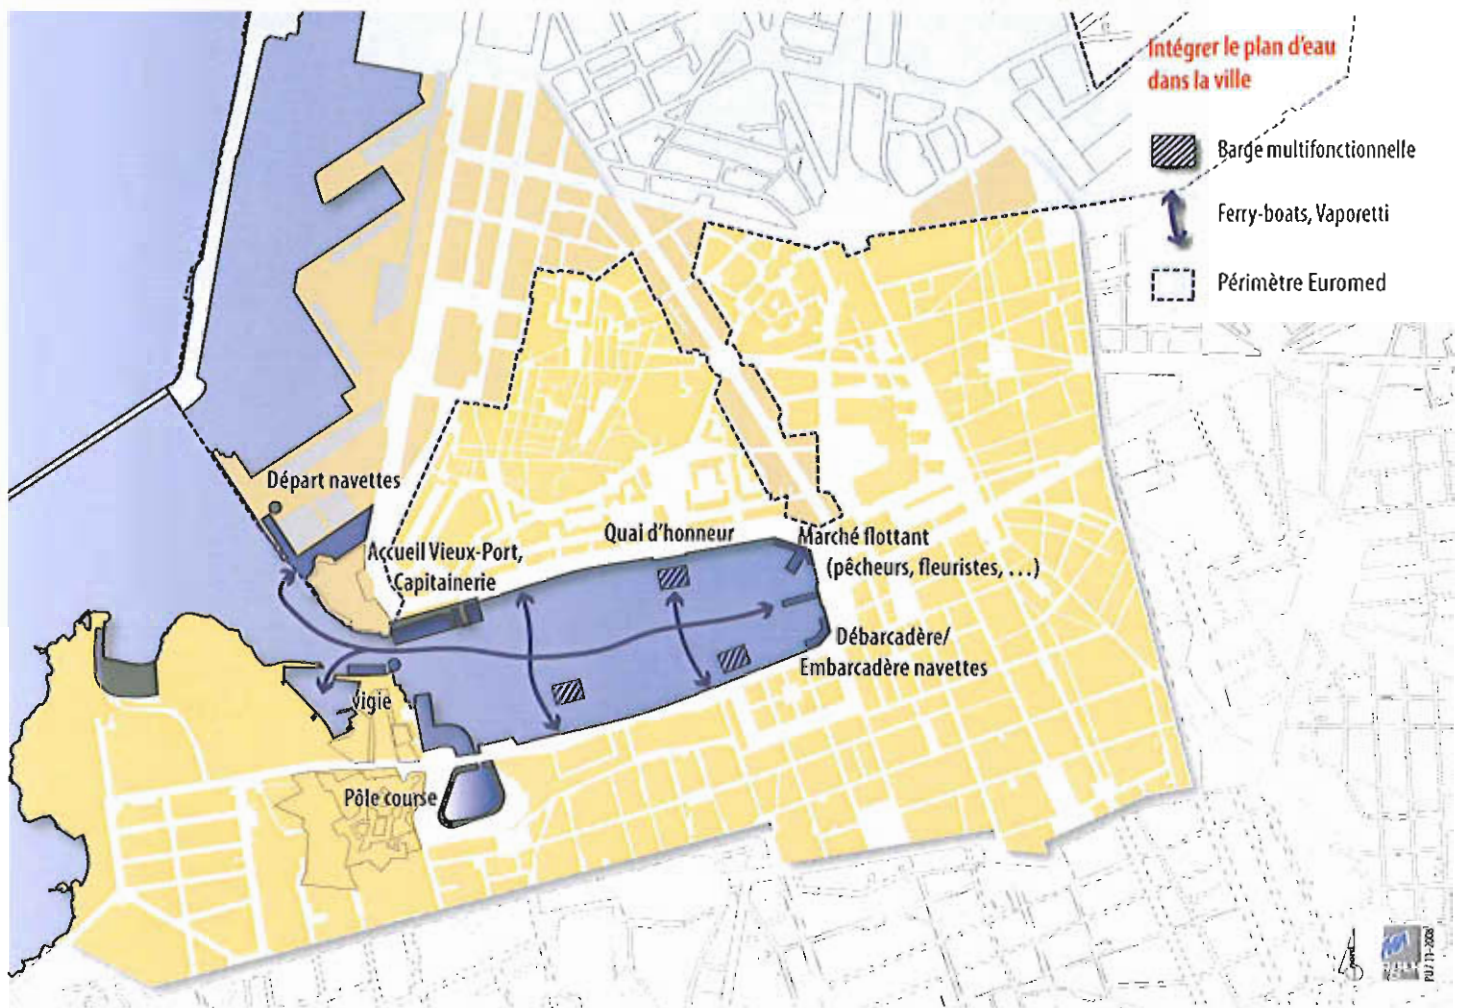 Intégrer le plan d'eau
dans la ville
Barge multifonctionnelle
Ferry-boats, Vaporetti
Périmètre Euromed
Départ navettes
Accueil Vieux-Port,
Capitainerie
Quai d'honneur
Marché flottant
(pêcheurs, fleuristes, ...)
Débarcadère/
Embarcadère navettes
vigie
Pôle course
nord